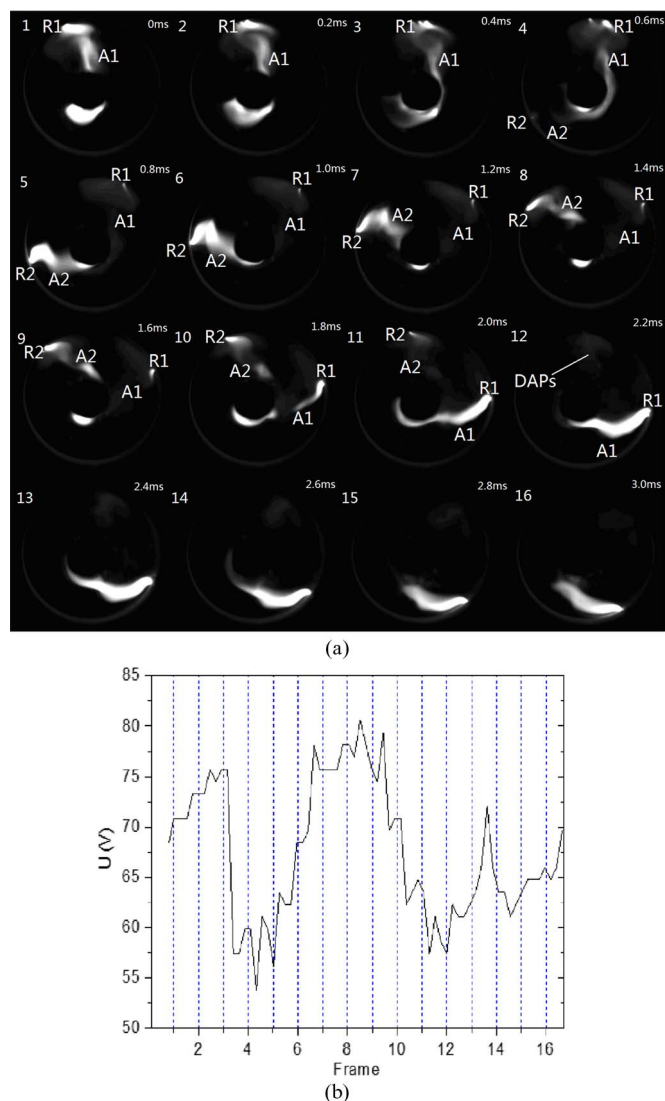 1 R1 0ms A1
2 R1 0.2ms A1
3 R1 0.4ms A1
4 R1 0.6ms A1 R2 A2
5 0.8ms R1 A1 R2 A2
6 1.0ms R1 A1 R2 A2
7 1.2ms R1 A2 R2 A1
8 1.4ms R1 A2 R2 A1
9 1.6ms R2 A2 R1 A1
10 1.8ms R2 A2 R1 A1
11 2.0ms R2 A2 R1 A1
12 2.2ms DAPs R1 A1
13 2.4ms
14 2.6ms
15 2.8ms
16 3.0ms
(a)
85
80
75
70
65
60
55
50
U (V)
2 4 6 8 10 12 14 16
Frame
(b)